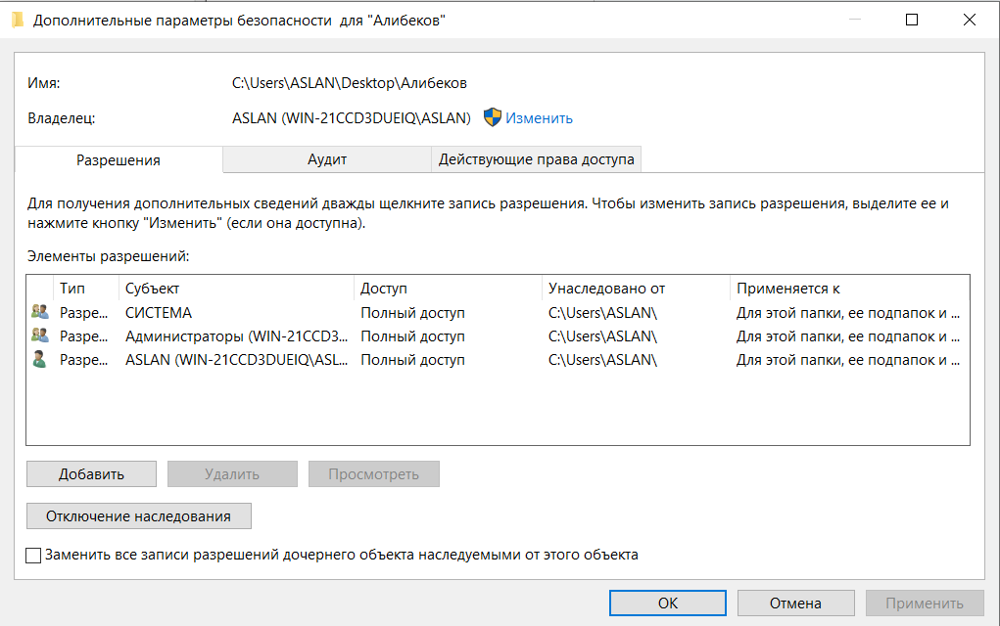 Дополнительные параметры безопасности для "Алибеков"
Имя: C:\Users\ASLAN\Desktop\Алибеков
Владелец: ASLAN (WIN-21CCD3DUEIQ\ASLAN) Изменить
Разрешения Аудит Действующие права доступа
Для получения дополнительных сведений дважды щелкните запись разрешения. Чтобы изменить запись разрешения, выделите ее и
нажмите кнопку "Изменить" (если она доступна).
Элементы разрешений:
Тип Субъект Доступ Унаследовано от Применяется к
Разре... СИСТЕМА Полный доступ C:\Users\ASLAN\ Для этой папки, ее подпапок и ...
Разре... Администраторы (WIN-21CCD3... Полный доступ C:\Users\ASLAN\ Для этой папки, ее подпапок и ...
Разре... ASLAN (WIN-21CCD3DUEIQ\ASL... Полный доступ C:\Users\ASLAN\ Для этой папки, ее подпапок и ...
Добавить Удалить Просмотреть
Отключение наследования
Заменить все записи разрешений дочернего объекта наследуемыми от этого объекта
ОК Отмена Применить